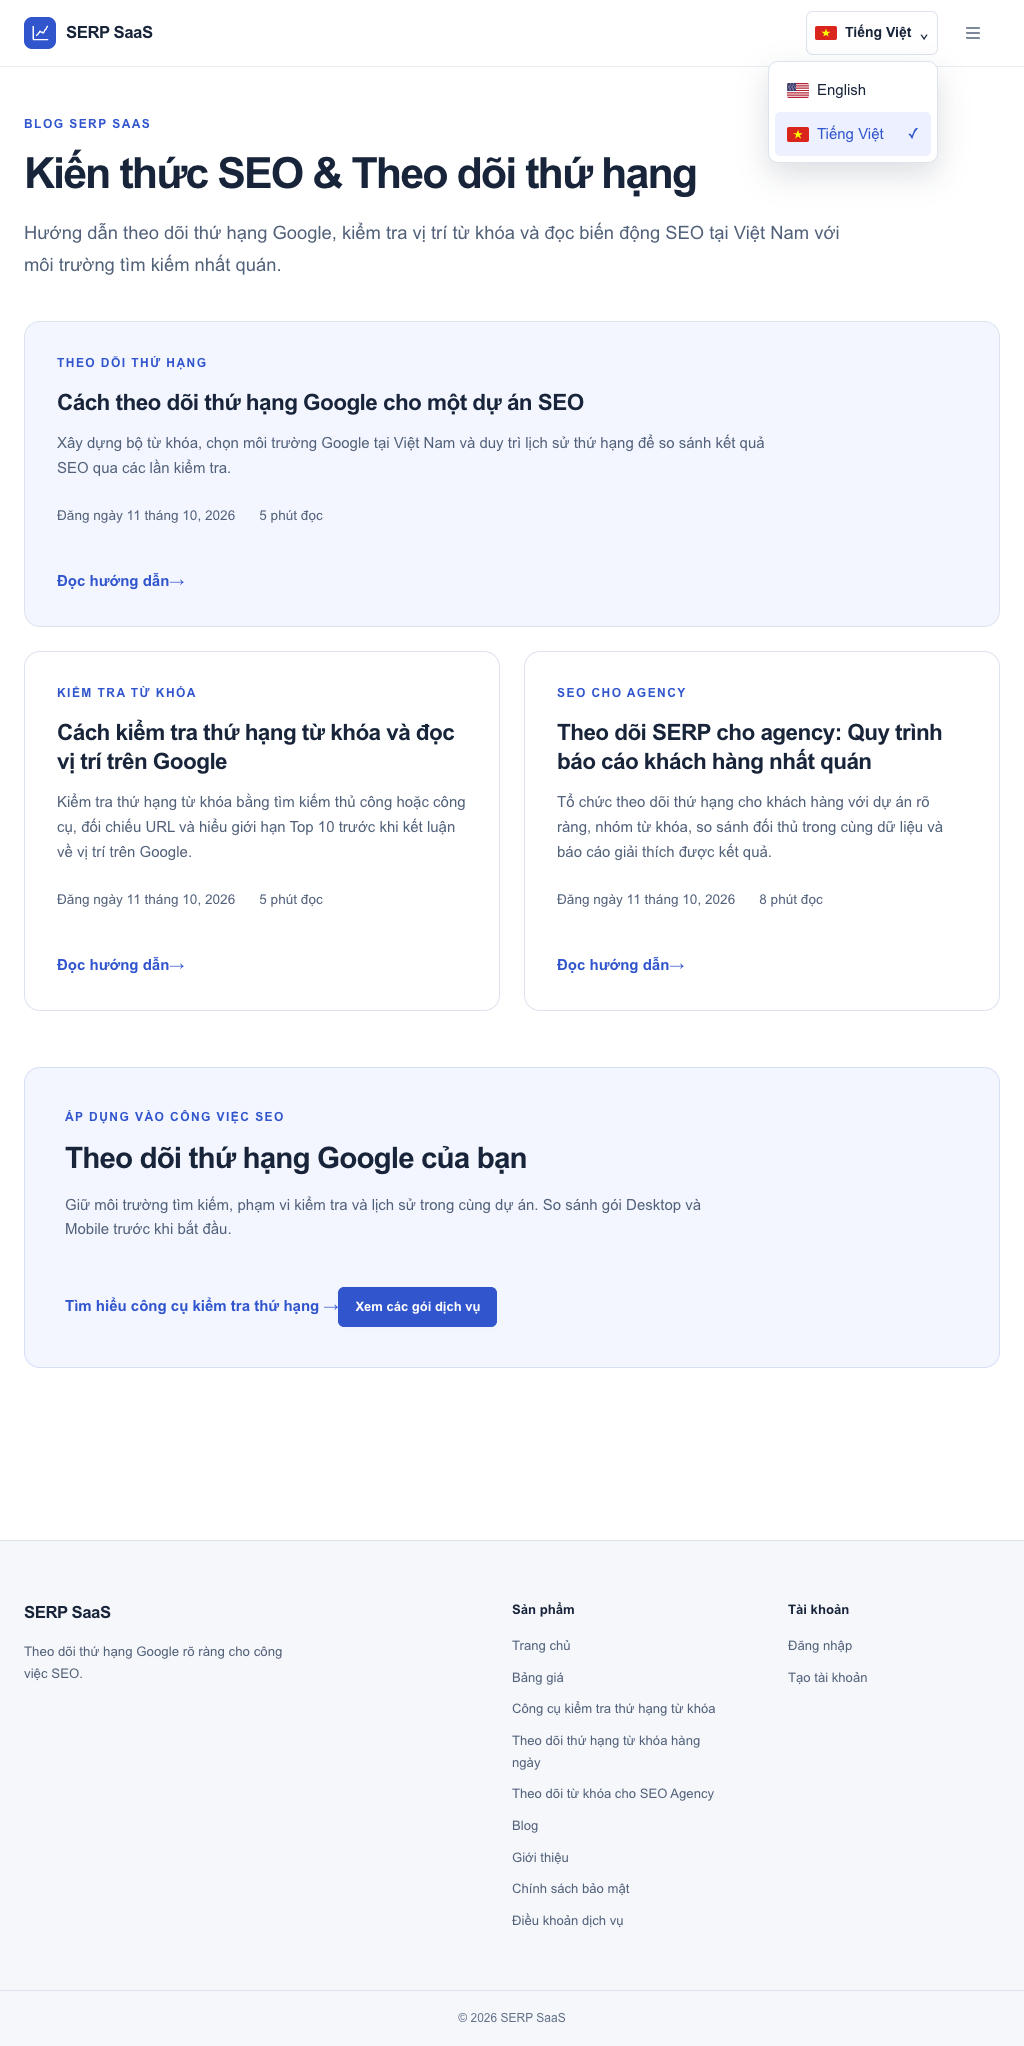 SERP SaaS
Tiếng Việt
English
Tiếng Việt
BLOG SERP SAAS
Kiến thức SEO & Theo dõi thứ hạng
Hướng dẫn theo dõi thứ hạng Google, kiểm tra vị trí từ khóa và đọc biến động SEO tại Việt Nam với
môi trường tìm kiếm nhất quán.
THEO DÕI THỨ HẠNG
Cách theo dõi thứ hạng Google cho một dự án SEO
Xây dựng bộ từ khóa, chọn môi trường Google tại Việt Nam và duy trì lịch sử thứ hạng để so sánh kết quả
SEO qua các lần kiểm tra.
Đăng ngày 11 tháng 10, 2026 5 phút đọc
Đọc hướng dẫn→
KIỂM TRA TỪ KHÓA
Cách kiểm tra thứ hạng từ khóa và đọc
vị trí trên Google
Kiểm tra thứ hạng từ khóa bằng tìm kiếm thủ công hoặc công
cụ, đối chiếu URL và hiểu giới hạn Top 10 trước khi kết luận
về vị trí trên Google.
Đăng ngày 11 tháng 10, 2026 5 phút đọc
Đọc hướng dẫn→
SEO CHO AGENCY
Theo dõi SERP cho agency: Quy trình
báo cáo khách hàng nhất quán
Tổ chức theo dõi thứ hạng cho khách hàng với dự án rõ
ràng, nhóm từ khóa, so sánh đối thủ trong cùng dữ liệu và
báo cáo giải thích được kết quả.
Đăng ngày 11 tháng 10, 2026 8 phút đọc
Đọc hướng dẫn→
ÁP DỤNG VÀO CÔNG VIỆC SEO
Theo dõi thứ hạng Google của bạn
Giữ môi trường tìm kiếm, phạm vi kiểm tra và lịch sử trong cùng dự án. So sánh gói Desktop và
Mobile trước khi bắt đầu.
Tìm hiểu công cụ kiểm tra thứ hạng →
Xem các gói dịch vụ
SERP SaaS
Theo dõi thứ hạng Google rõ ràng cho công
việc SEO.
Sản phẩm
Trang chủ
Bảng giá
Công cụ kiểm tra thứ hạng từ khóa
Theo dõi thứ hạng từ khóa hàng
ngày
Theo dõi từ khóa cho SEO Agency
Blog
Giới thiệu
Chính sách bảo mật
Điều khoản dịch vụ
Tài khoản
Đăng nhập
Tạo tài khoản
© 2026 SERP SaaS